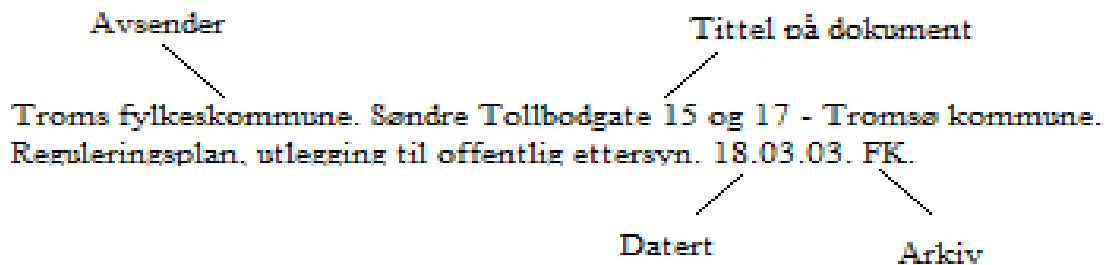 Avsender
Tittel på dokument
Troms fylkeskommune. Søndre Tollbodgate 15 og 17 - Tromsø kommune.
Reguleringsplan, utlegging til offentlig ettersyn. 18.03.03. FK.
Datert
Arkiv